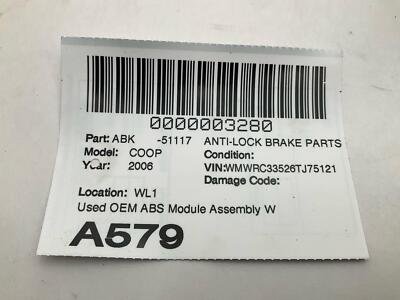 0000003280
Part: ABK -51117 ANTI-LOCK BRAKE PARTS
Model: COOP Condition:
Year: 2006 VIN:WMWRC33526TJ75121
Damage Code:
Location: WL1
Used OEM ABS Module Assembly W
A579